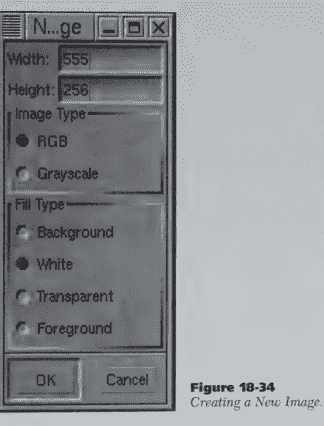 N...ge
Width: 555
Height: 256
Image Type
RGB
Grayscale
Fill Type
Background
White
Transparent
Foreground
OK Cancel
Figure 18-34
Creating a New Image.